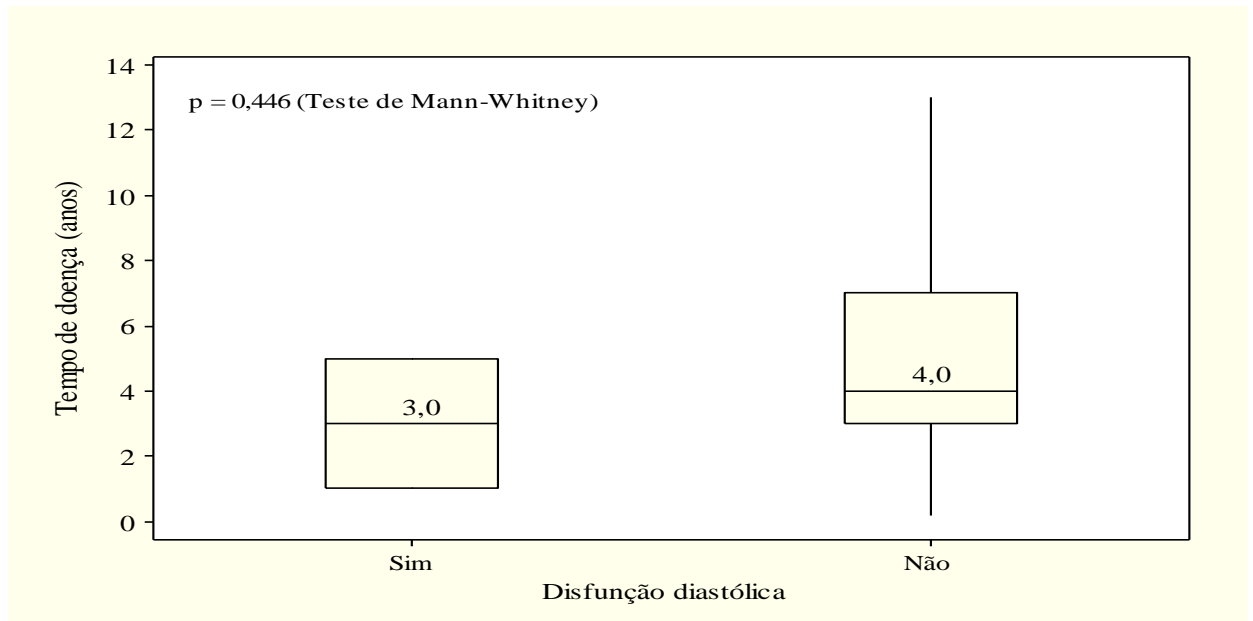 14
p = 0,446 (Teste de Mann-Whitney)
12
10
8
6
4
2
0
Tempo de doença (anos)
3,0
4,0
Sim
Não
Disfunção diastólica